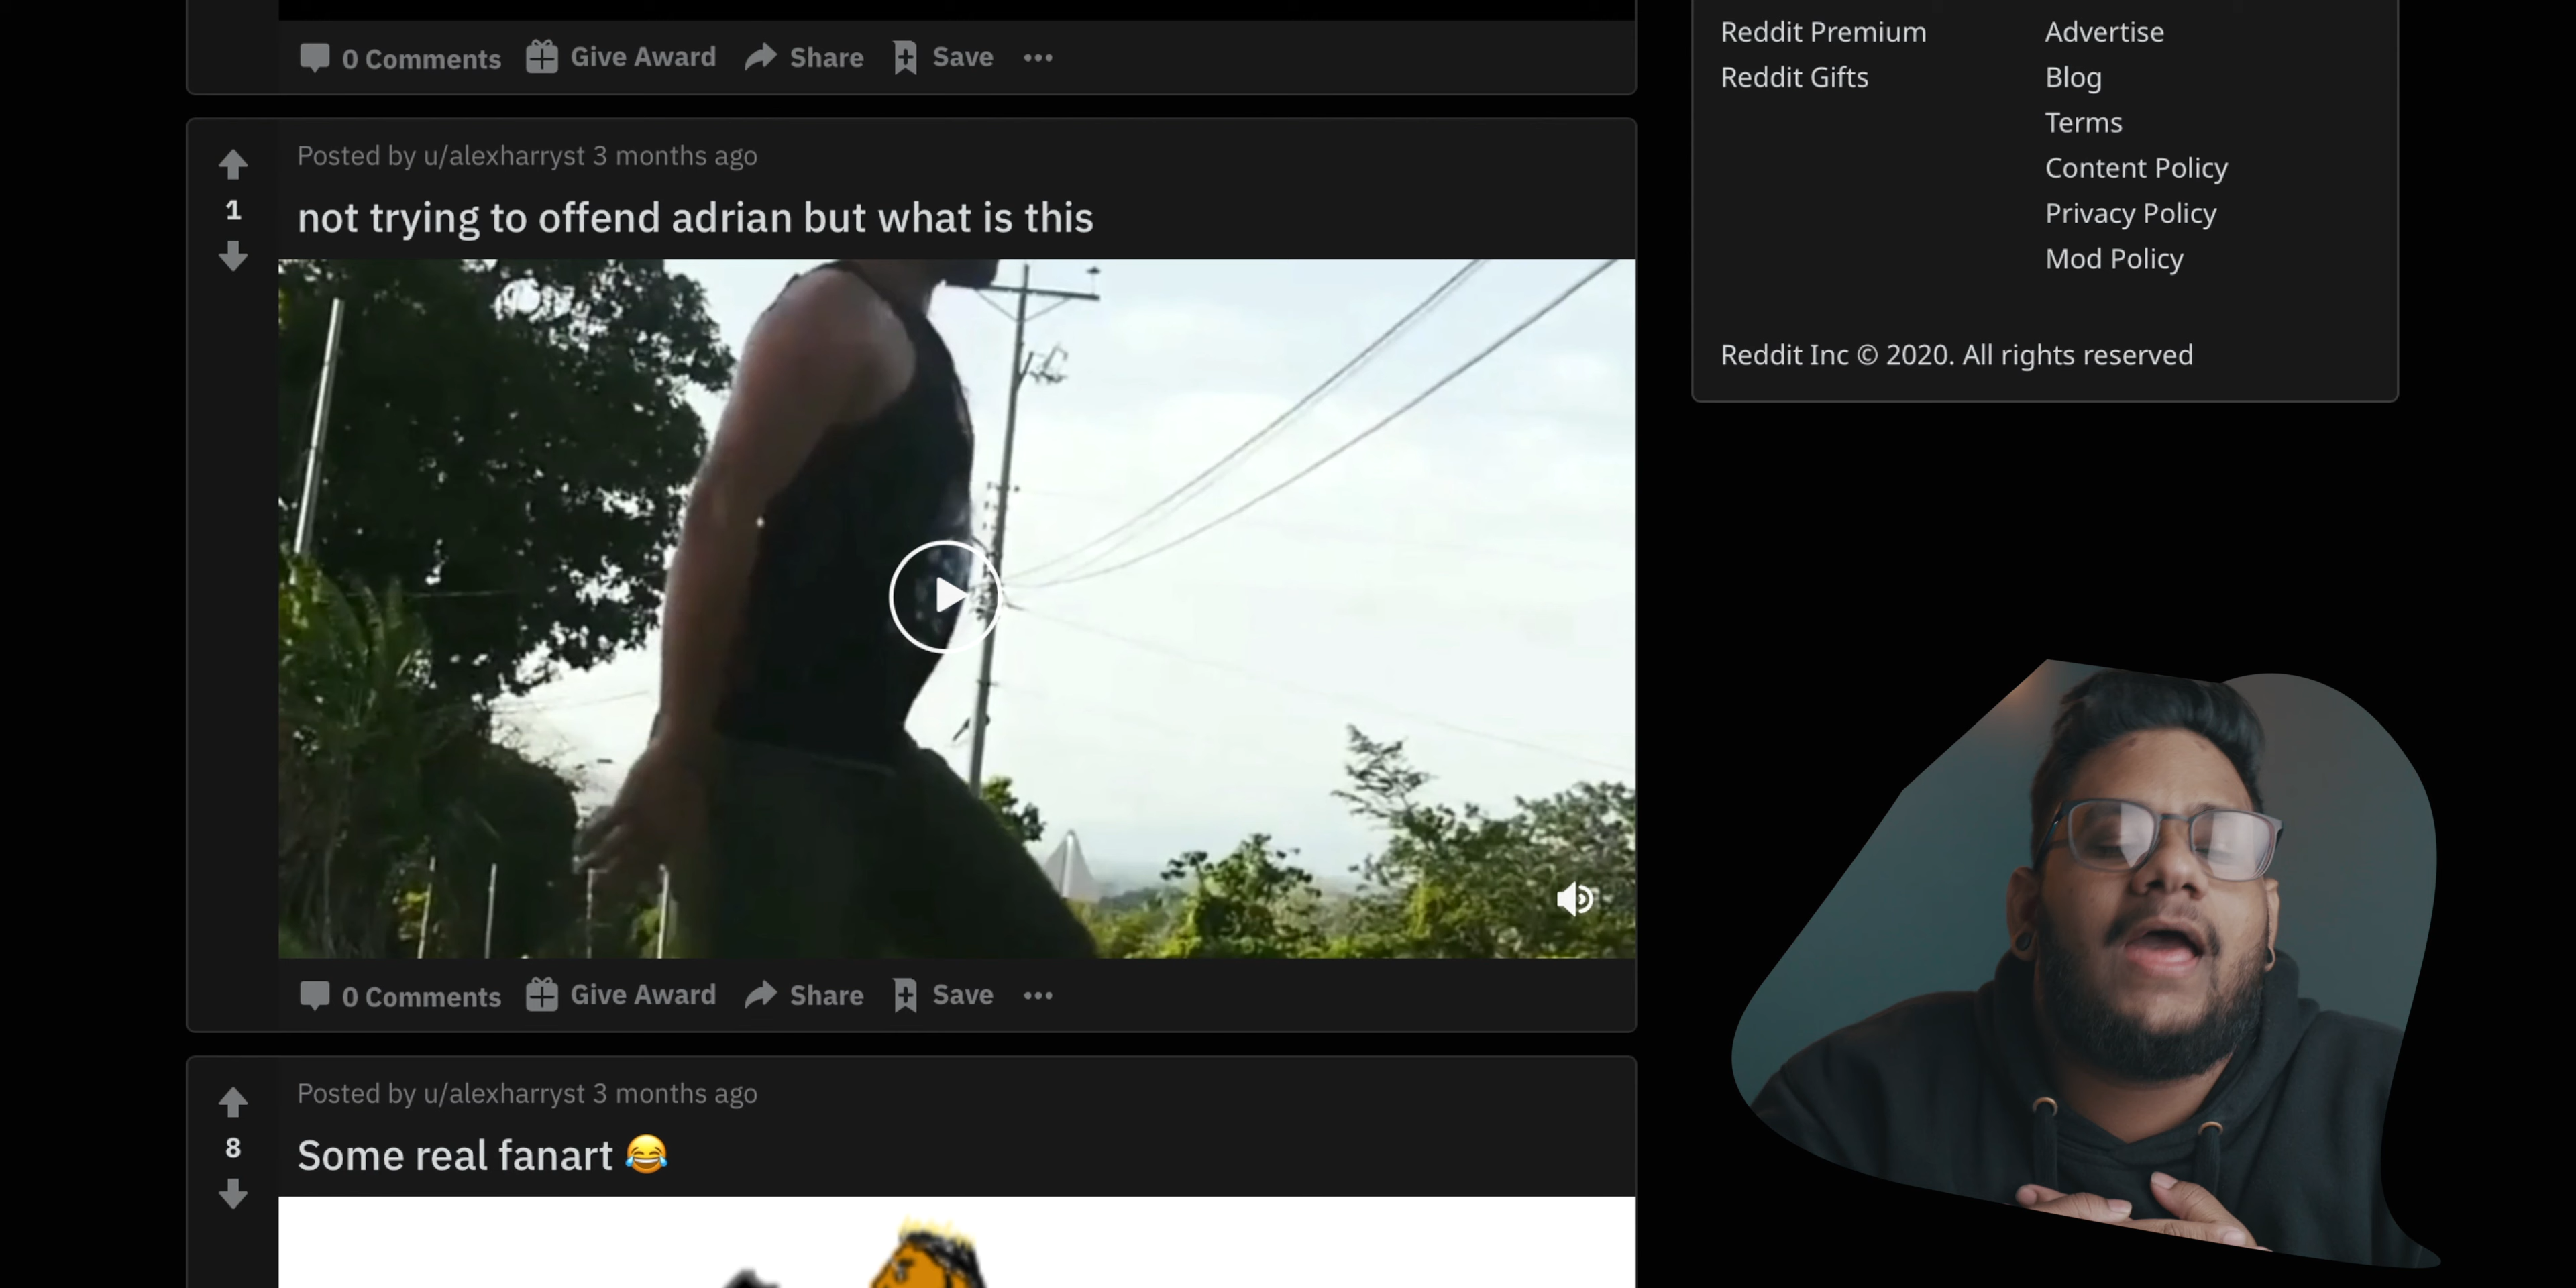 0 Comments Give Award Share Save
Posted by u/alexharryst 3 months ago
1
not trying to offend adrian but what is this
0 Comments Give Award Share Save
Posted by u/alexharryst 3 months ago
8
Some real fanart 😂
Reddit Premium Advertise
Reddit Gifts Blog
Terms
Content Policy
Privacy Policy
Mod Policy
Reddit Inc © 2020. All rights reserved